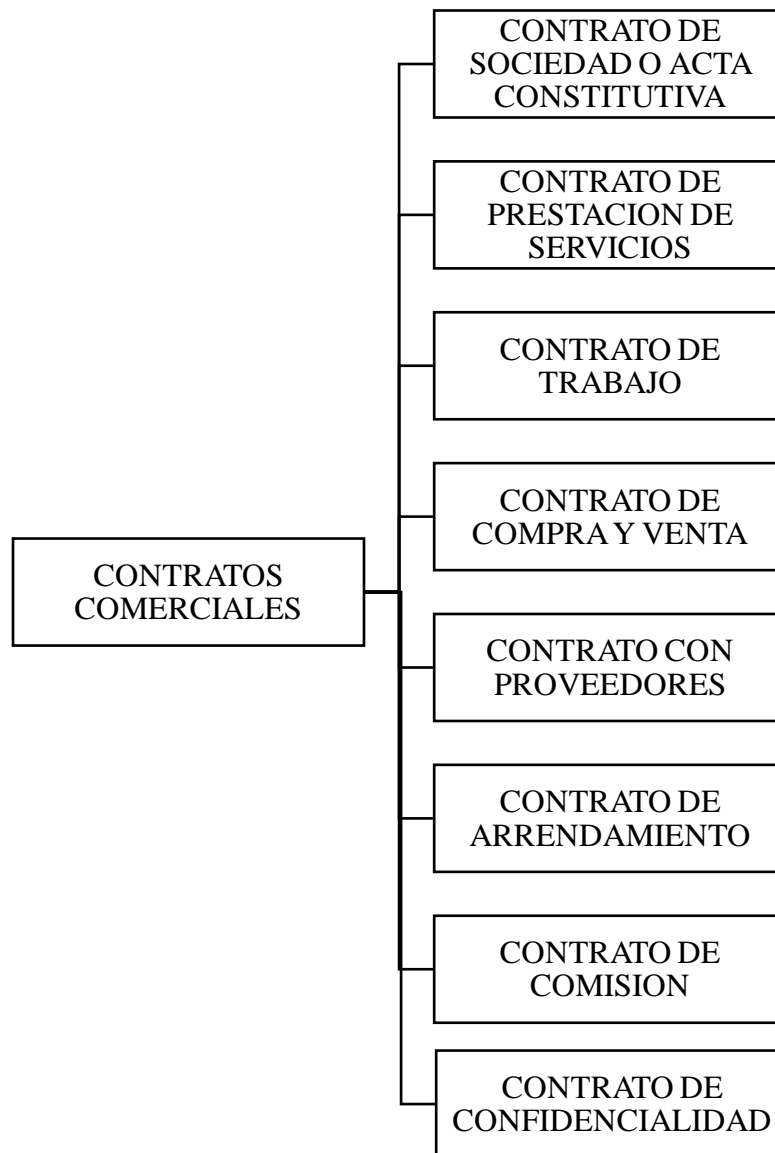 CONTRATO DE
SOCIEDAD O ACTA
CONSTITUTIVA
CONTRATO DE
PRESTACION DE
SERVICIOS
CONTRATO DE
TRABAJO
CONTRATO DE
COMPRA Y VENTA
CONTRATOS
COMERCIALES
CONTRATO CON
PROVEEDORES
CONTRATO DE
ARRENDAMIENTO
CONTRATO DE
COMISION
CONTRATO DE
CONFIDENCIALIDAD